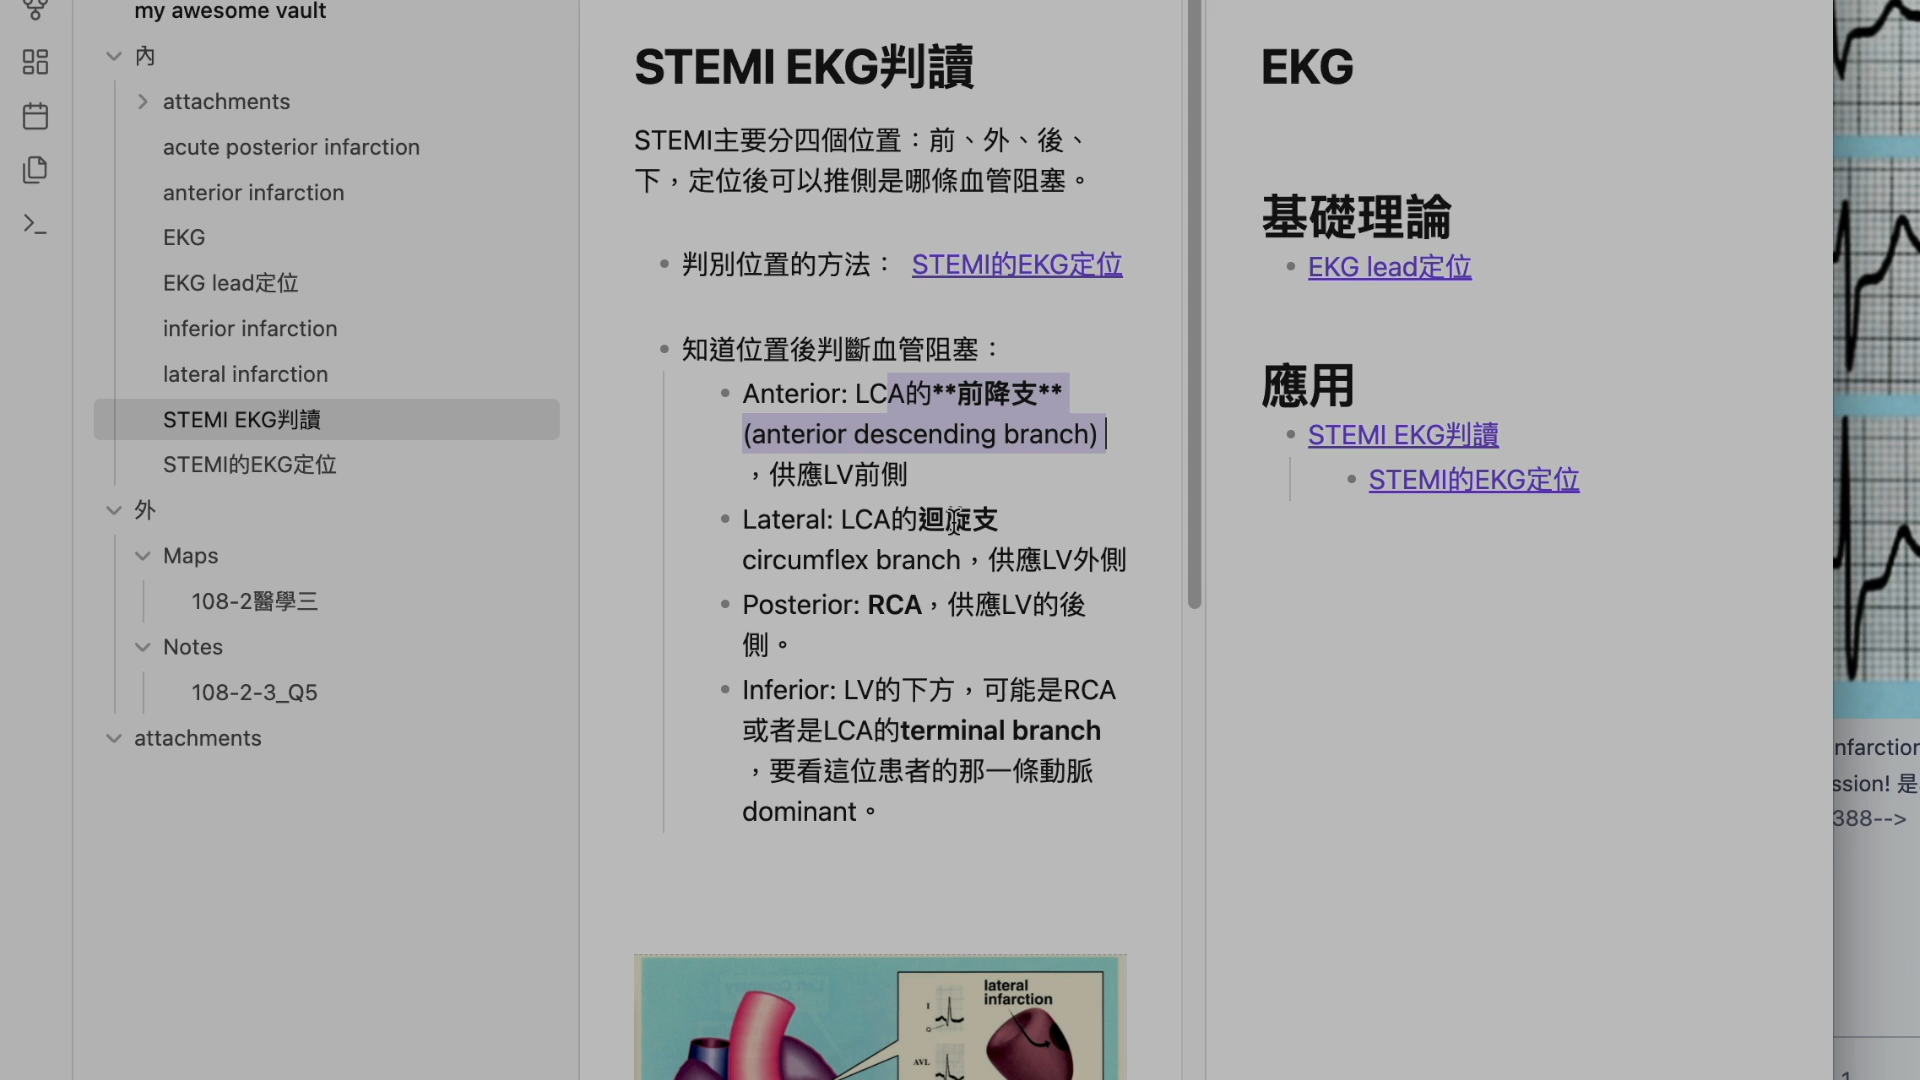 my awesome vault
內
attachments
acute posterior infarction
anterior infarction
EKG
EKG lead定位
inferior infarction
lateral infarction
STEMI EKG判讀
STEMI的EKG定位
外
Maps
108-2醫學三
Notes
108-2-3_Q5
attachments
STEMI EKG判讀
STEMI主要分四個位置：前、外、後、
下，定位後可以推側是哪條血管阻塞。
判別位置的方法： STEMI的EKG定位
知道位置後判斷血管阻塞：
Anterior: LCA的**前降支**
(anterior descending branch)
，供應LV前側
Lateral: LCA的迴旋支
circumflex branch，供應LV外側
Posterior: RCA，供應LV的後
側。
Inferior: LV的下方，可能是RCA
或者是LCA的terminal branch
，要看這位患者的那一條動脈
dominant。
lateral
infarction
I
Q
AVL
EKG
基礎理論
EKG lead定位
應用
STEMI EKG判讀
STEMI的EKG定位
nfarction
ssion! 是
388-->